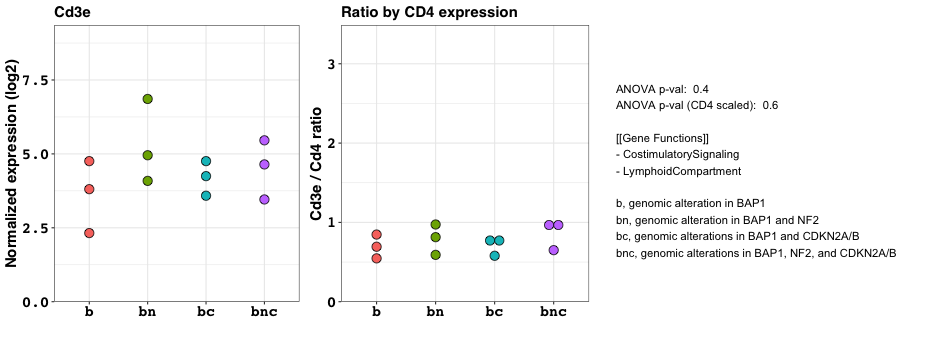 Cd3e
Normalized expression (log2)
7.5
5.0
2.5
0.0
b bn bc bnc
Ratio by CD4 expression
Cd3e / Cd4 ratio
3
2
1
0
b bn bc bnc
ANOVA p-val: 0.4
ANOVA p-val (CD4 scaled): 0.6
[[Gene Functions]]
- CostimulatorySignaling
- LymphoidCompartment
b, genomic alteration in BAP1
bn, genomic alteration in BAP1 and NF2
bc, genomic alterations in BAP1 and CDKN2A/B
bnc, genomic alterations in BAP1, NF2, and CDKN2A/B